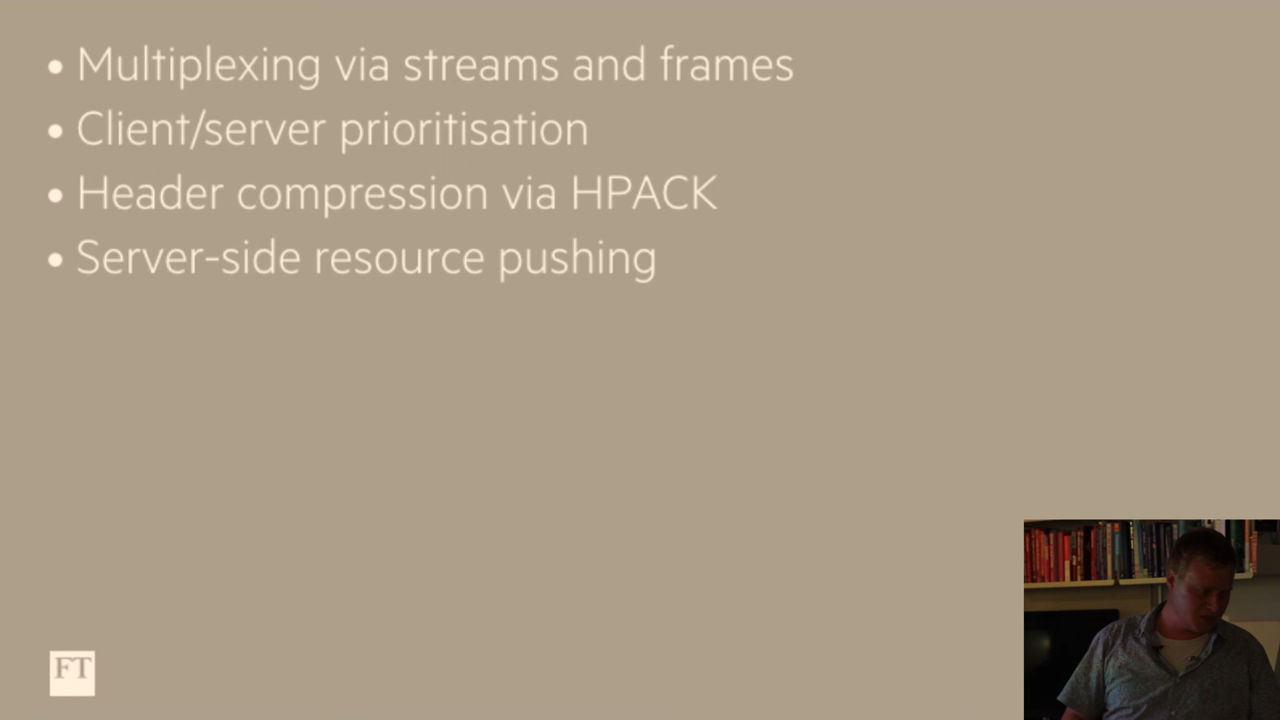 • Multiplexing via streams and frames
• Client/server prioritisation
• Header compression via HPACK
• Server-side resource pushing
FT